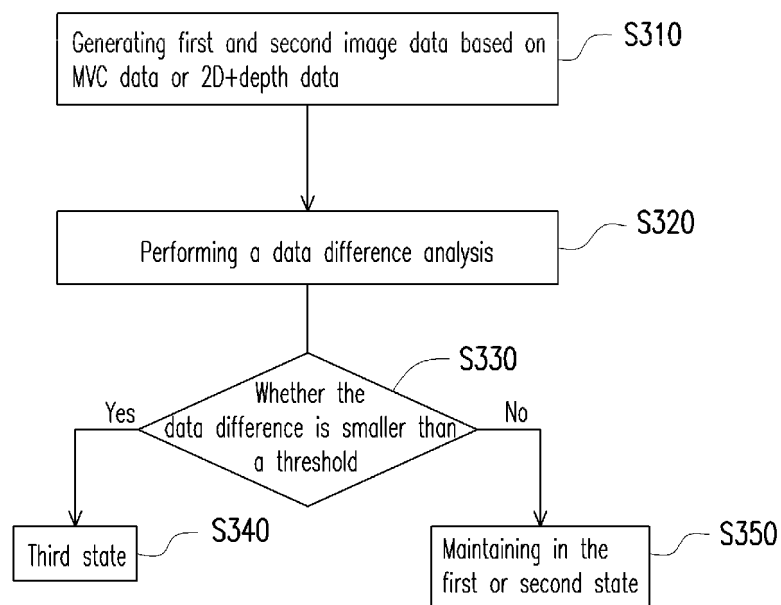 Generating first and second image data based on
MVC data or 2D+depth data
S310
Performing a data difference analysis
S320
Whether the
data difference is smaller than
a threshold
S330
Yes
No
Third state
S340
Maintaining in the
first or second state
S350